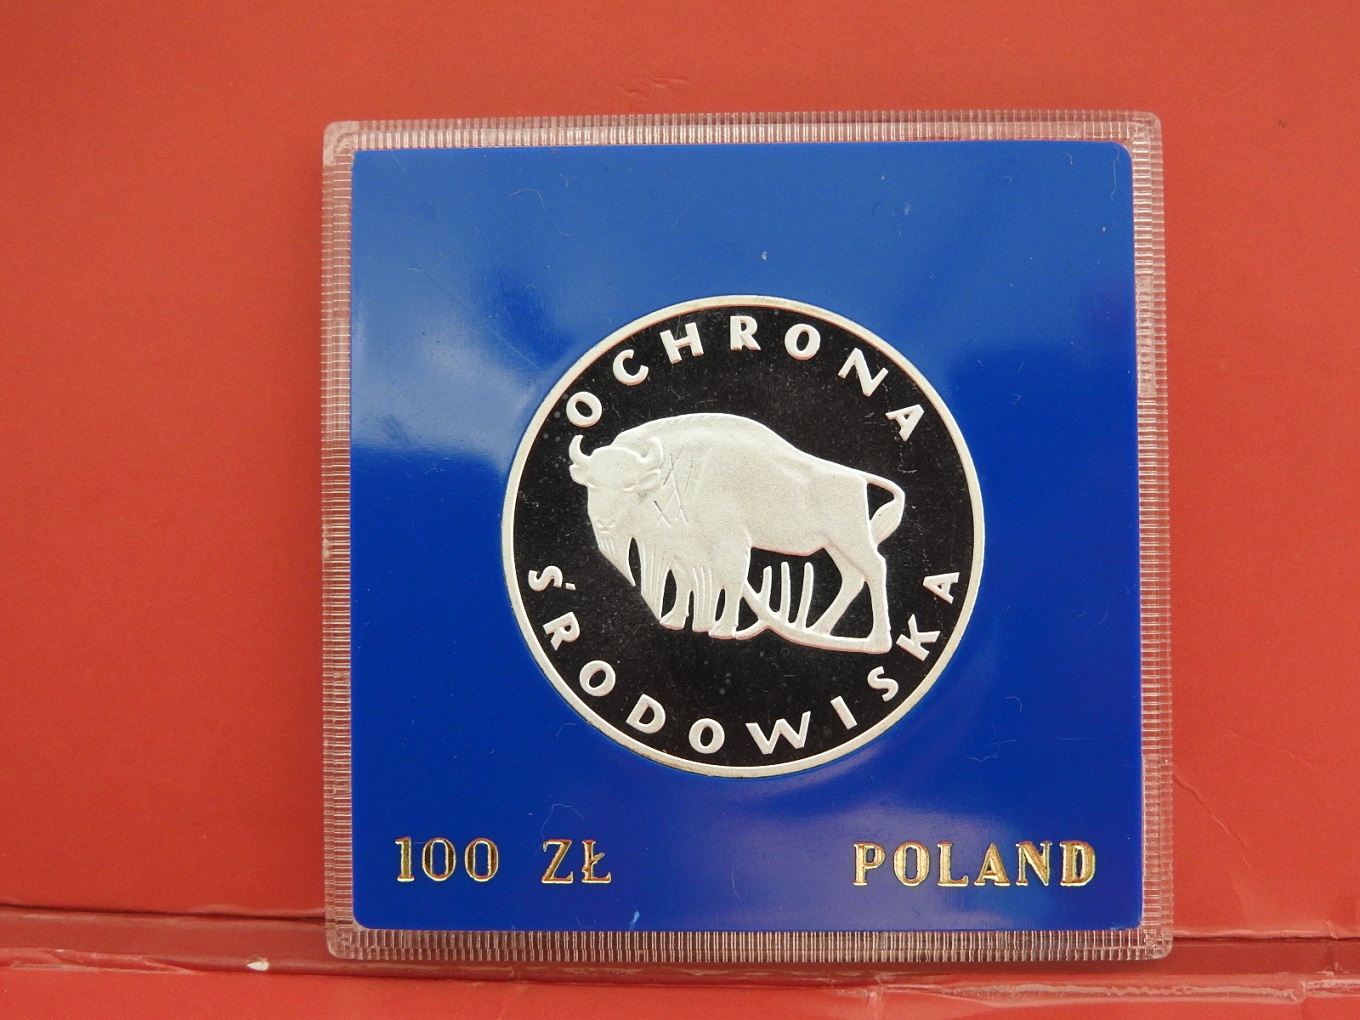 OCHRONA
ŚRODOWISKA
100 ZŁ
POLAND